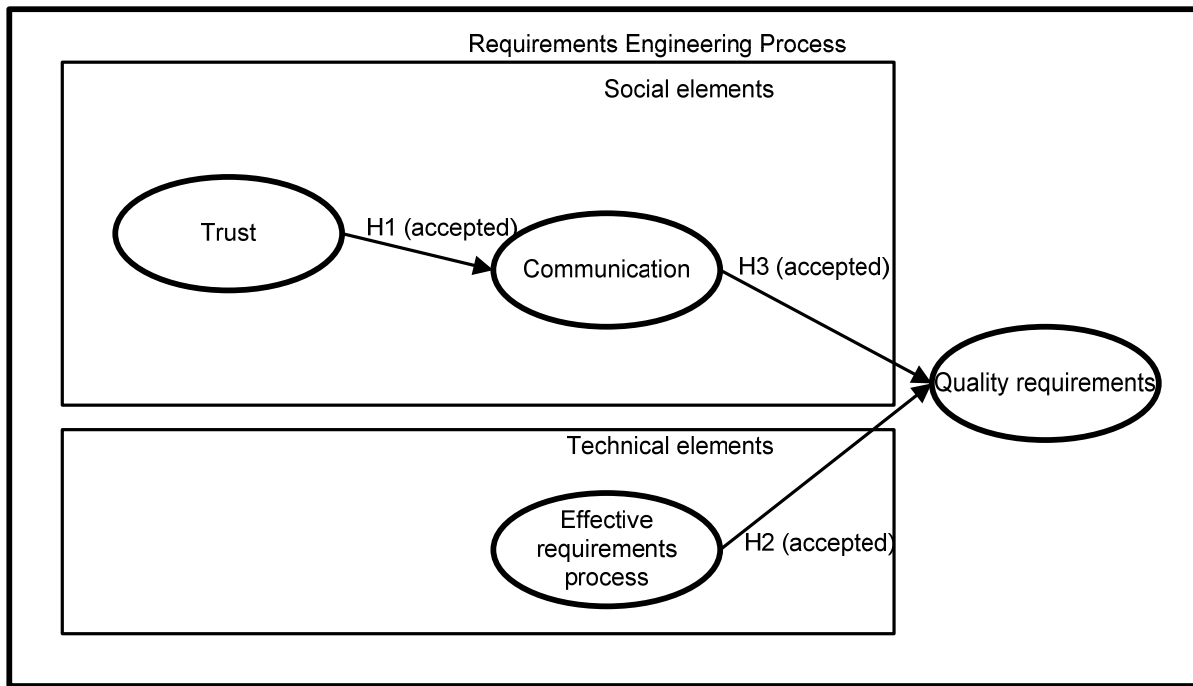 Requirements Engineering Process
Social elements
Trust
H1 (accepted)
Communication
H3 (accepted)
Quality requirements
Technical elements
Effective
requirements
process
H2 (accepted)